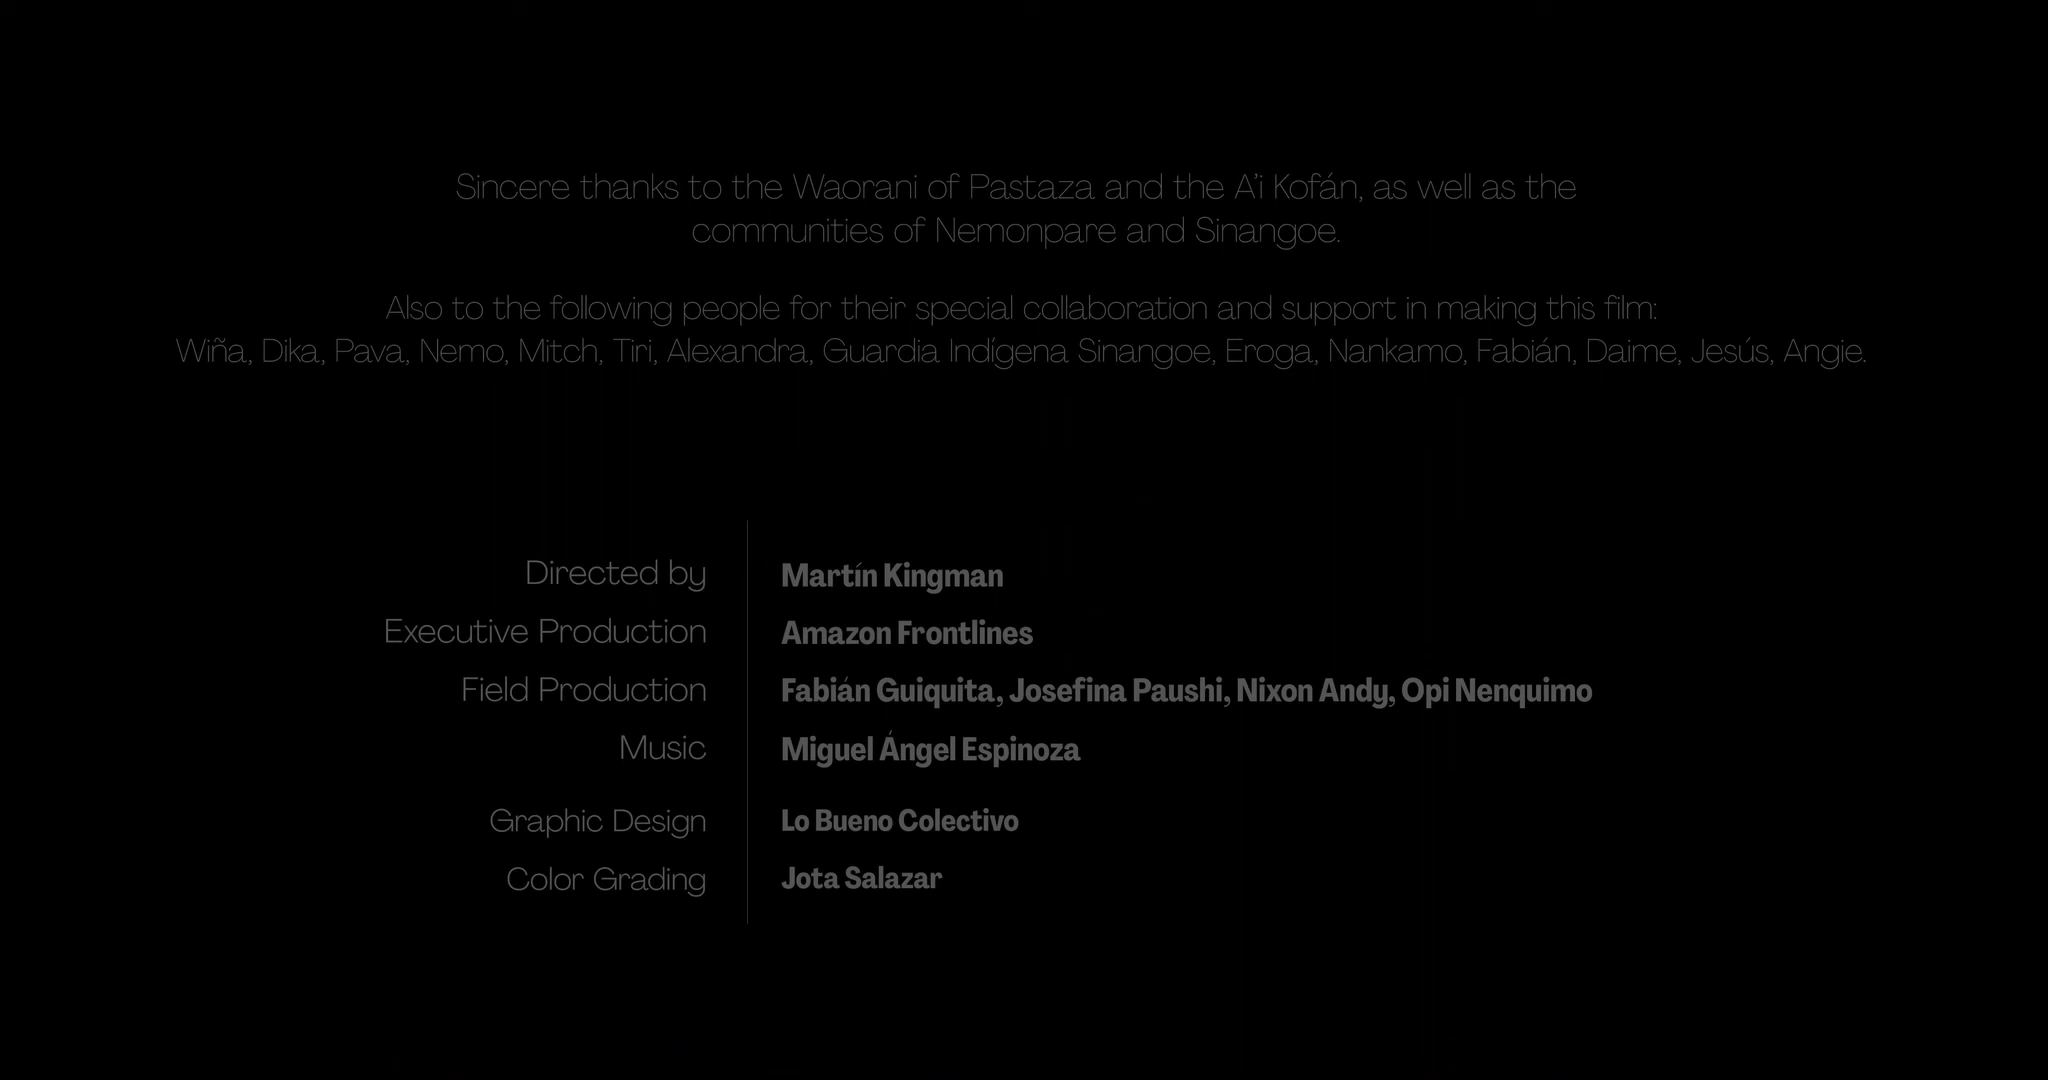 Sincere thanks to the Waorani of Pastaza and the A’i Kofán, as well as the
communities of Nemonpare and Sinangoe.
Also to the following people for their special collaboration and support in making this film:
Wiña, Dika, Pava, Nemo, Mitch, Tiri, Alexandra, Guardia Indígena Sinangoe, Eroga, Nankamo, Fabián, Daime, Jesús, Angie.
Directed by Martín Kingman
Executive Production Amazon Frontlines
Field Production Fabián Guiquita, Josefina Paushi, Nixon Andy, Opi Nenquimo
Music Miguel Ángel Espinoza
Graphic Design Lo Bueno Colectivo
Color Grading Jota Salazar